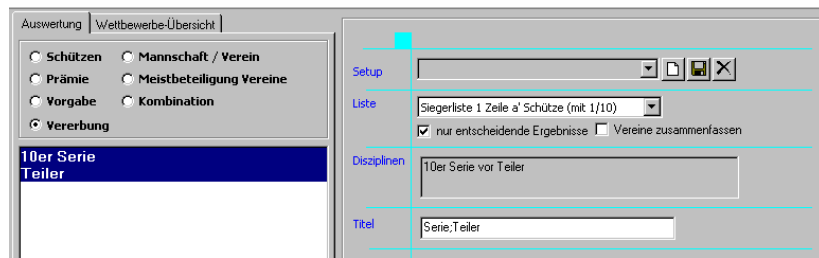 Auswertung Wettbewerbe-Übersicht
Schützen Mannschaft / Verein
Prämie Meistbeteiligung Vereine
Vorgabe Kombination
Vererbung
10er Serie
Teiler
Setup
Liste Siegerliste 1 Zeile a' Schütze (mit 1/10)
nur entscheidende Ergebnisse Vereine zusammenfassen
Disziplinen 10er Serie vor Teiler
Titel Serie;Teiler